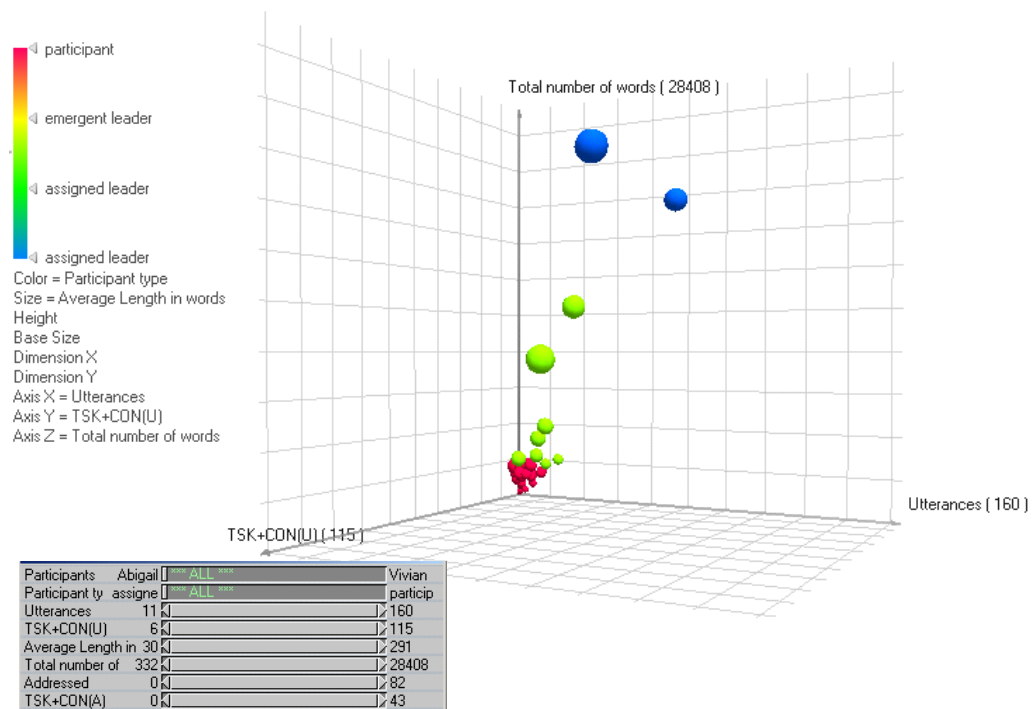 participant
emergent leader
assigned leader
assigned leader
Color = Participant type
Size = Average Length in words
Height
Base Size
Dimension X
Dimension Y
Axis X = Utterances
Axis Y = TSK+CON(U)
Axis Z = Total number of words
Total number of words ( 28408 )
Utterances ( 160 )
TSK+CON(U) ( 115 )
Participants Abigail *** ALL *** Vivian
Participant ty assigne *** ALL *** particip
Utterances 11 160
TSK+CON(U) 6 115
Average Length in 30 291
Total number of 332 28408
Addressed 0 82
TSK+CON(A) 0 43